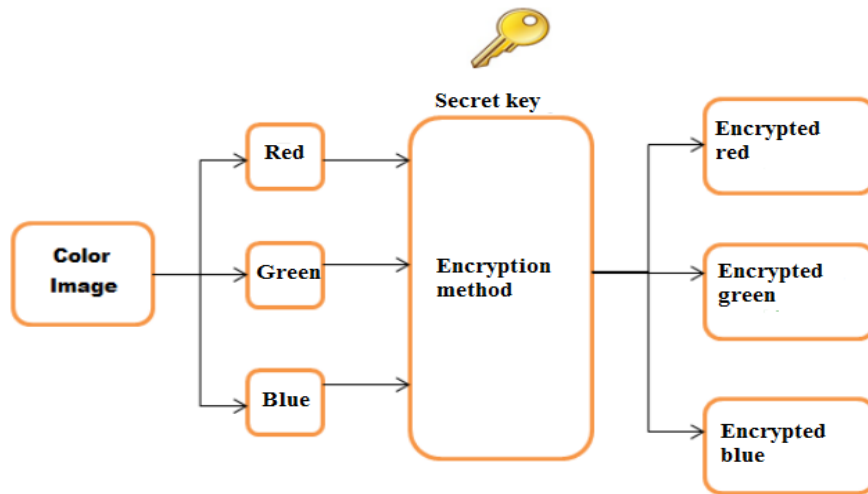 Secret key
Color
Image
Red
Green
Blue
Encryption
method
Encrypted
red
Encrypted
green
Encrypted
blue